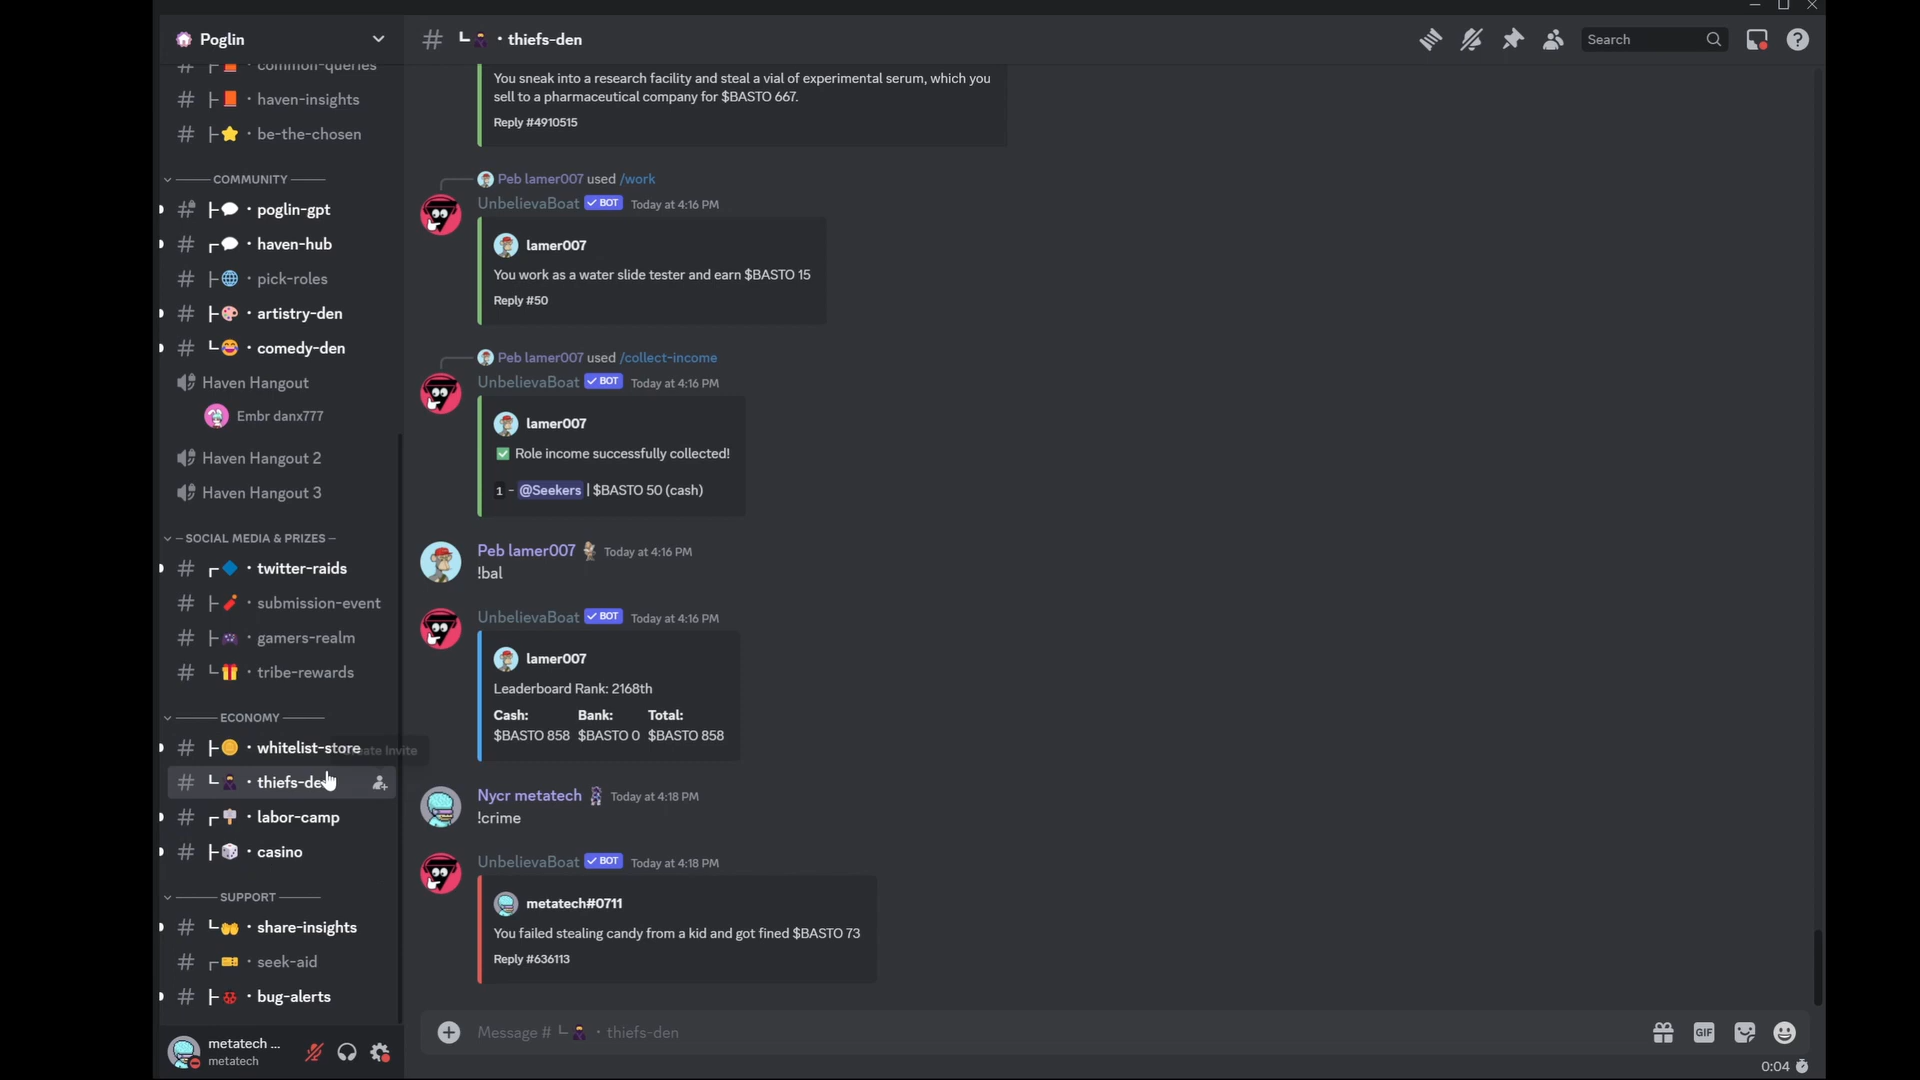 Poglin
common-queries
haven-insights
be-the-chosen
COMMUNITY
poglin-gpt
haven-hub
pick-roles
artistry-den
comedy-den
Haven Hangout
Embr danx777
Haven Hangout 2
Haven Hangout 3
SOCIAL MEDIA & PRIZES
twitter-raids
submission-event
gamers-realm
tribe-rewards
ECONOMY
whitelist-store
thiefs-den
labor-camp
casino
SUPPORT
share-insights
seek-aid
bug-alerts
metatech ...
metatech
# thiefs-den
Search
You sneak into a research facility and steal a vial of experimental serum, which you
sell to a pharmaceutical company for $BASTO 667.
Reply #4910515
Peb lamer007 used /work
UnbelievaBoat BOT Today at 4:16 PM
lamer007
You work as a water slide tester and earn $BASTO 15
Reply #50
Peb lamer007 used /collect-income
UnbelievaBoat BOT Today at 4:16 PM
lamer007
Role income successfully collected!
1 - @Seekers | $BASTO 50 (cash)
Peb lamer007 Today at 4:16 PM
!bal
UnbelievaBoat BOT Today at 4:16 PM
lamer007
Leaderboard Rank: 2168th
Cash: Bank: Total:
$BASTO 858 $BASTO 0 $BASTO 858
Nycr metatech Today at 4:18 PM
!crime
UnbelievaBoat BOT Today at 4:18 PM
metatech#0711
You failed stealing candy from a kid and got fined $BASTO 73
Reply #636113
Message # thiefs-den
GIF
0:04